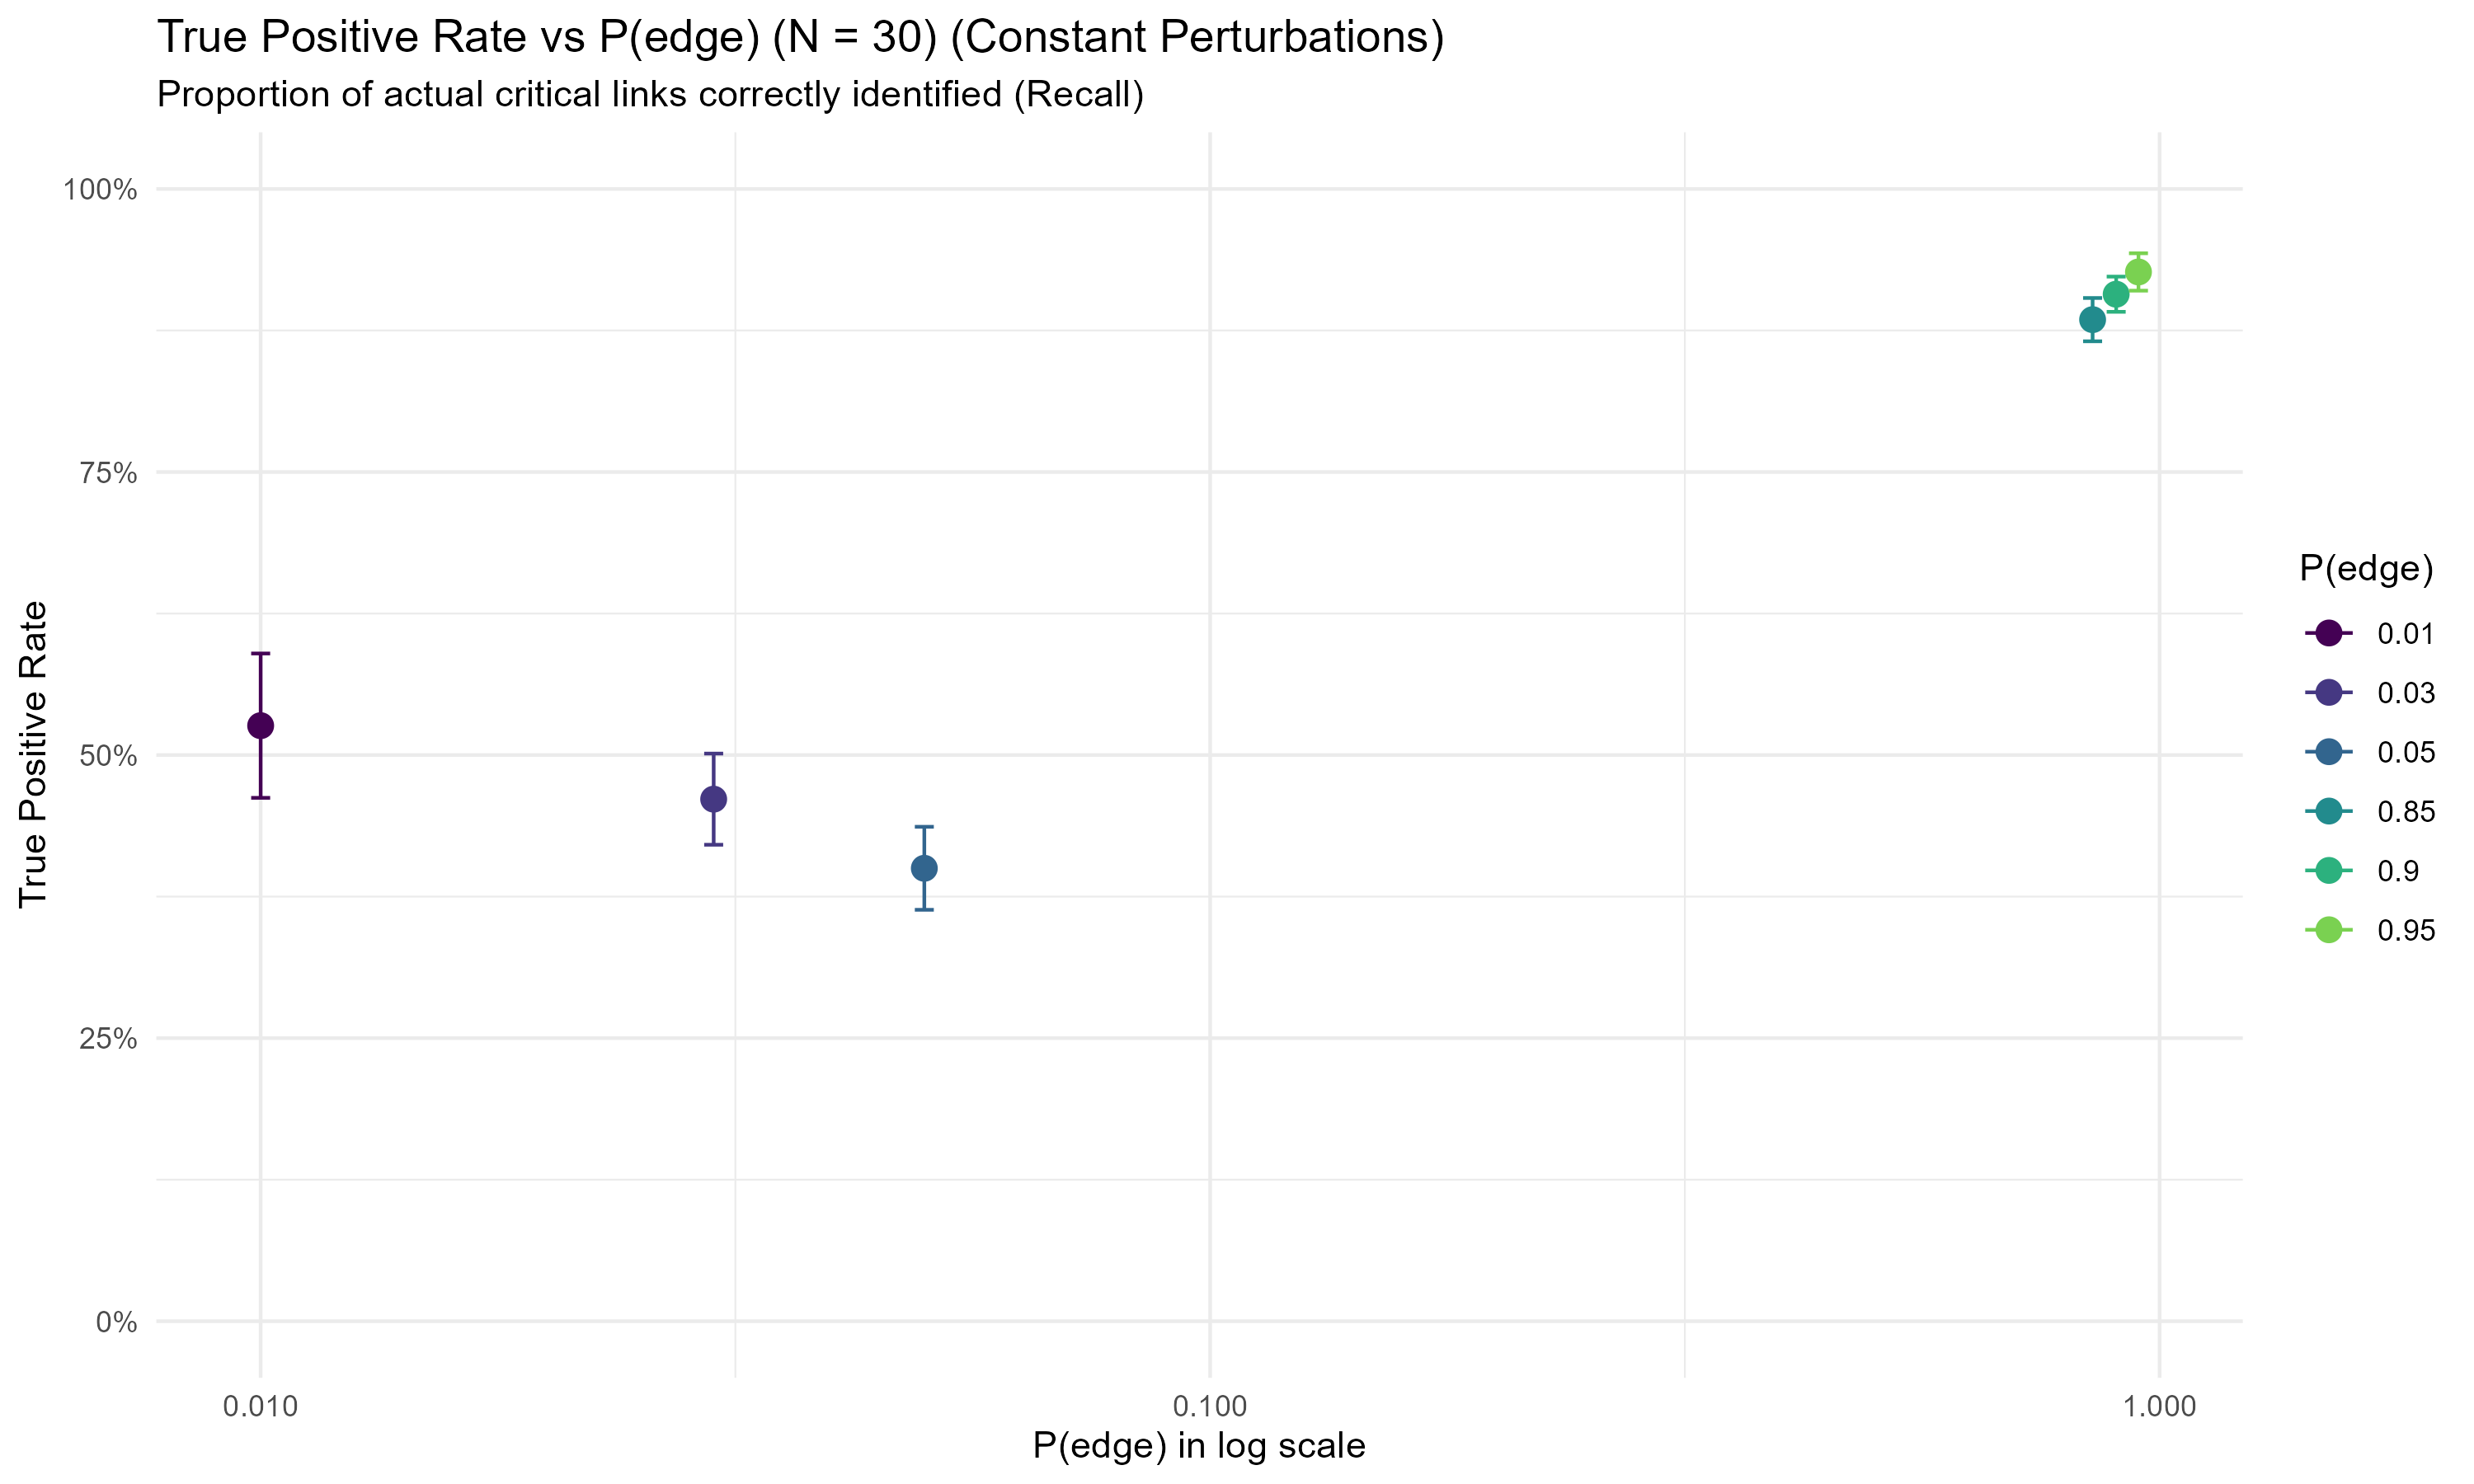 True Positive Rate vs P(edge) (N = 30) (Constant Perturbations)
Proportion of actual critical links correctly identified (Recall)
True Positive Rate
100%
75%
50%
25%
0%
0.010
0.100
1.000
P(edge) in log scale
P(edge)
0.01
0.03
0.05
0.85
0.9
0.95